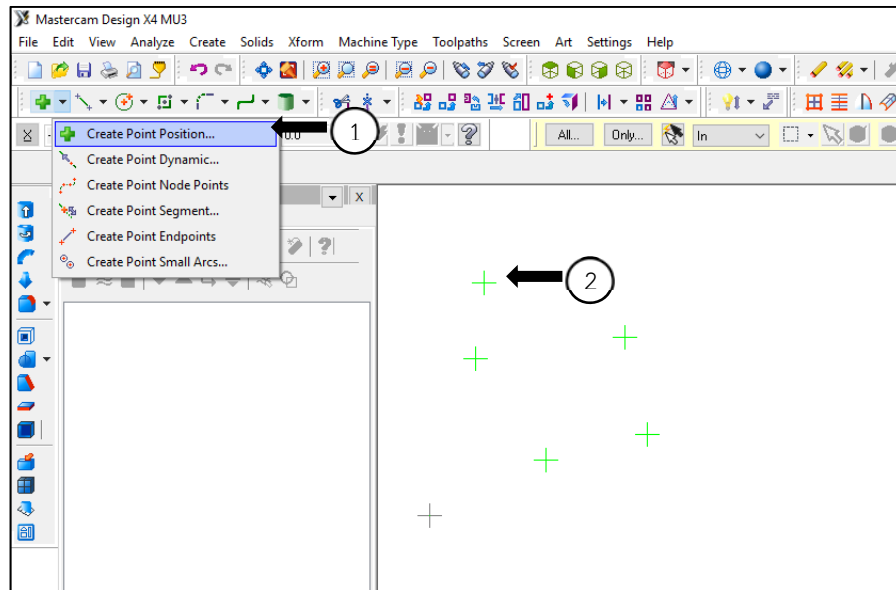 Mastercam Design X4 MU3
File Edit View Analyze Create Solids Xform Machine Type Toolpaths Screen Art Settings Help
Create Point Position...
1
0.0
All...
Only...
In
Create Point Dynamic...
Create Point Node Points
Create Point Segment...
Create Point Endpoints
Create Point Small Arcs...
2